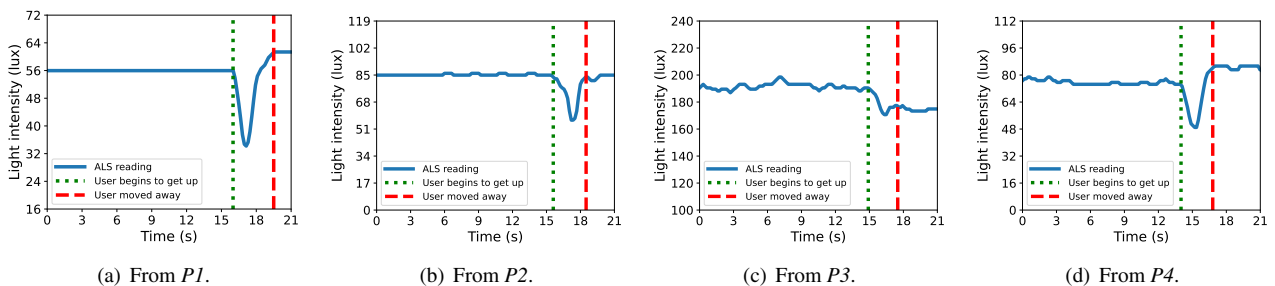 72
64
56
48
40
32
24
16
Light intensity (lux)
ALS reading
User begins to get up
User moved away
0 3 6 9 12 15 18 21
Time (s)
(a) From P1.
119
102
85
68
51
34
17
0
Light intensity (lux)
ALS reading
User begins to get up
User moved away
0 3 6 9 12 15 18 21
Time (s)
(b) From P2.
240
220
200
180
160
140
120
100
Light intensity (lux)
ALS reading
User begins to get up
User moved away
0 3 6 9 12 15 18 21
Time (s)
(c) From P3.
112
96
80
64
48
32
16
0
Light intensity (lux)
ALS reading
User begins to get up
User moved away
0 3 6 9 12 15 18 21
Time (s)
(d) From P4.